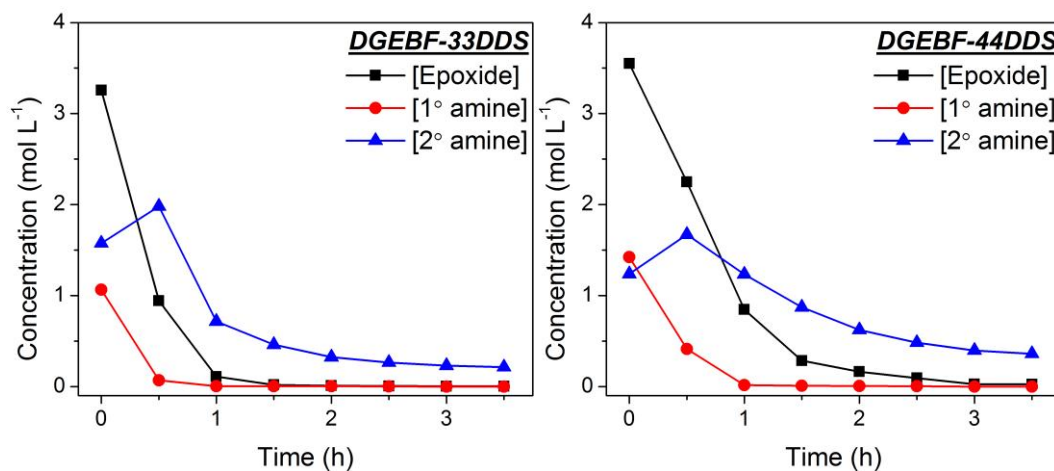 DGEBF-33DDS
[Epoxide]
[1° amine]
[2° amine]
4
3
2
1
0
Concentration (mol L⁻¹)
0
1
2
3
Time (h)
DGEBF-44DDS
[Epoxide]
[1° amine]
[2° amine]
4
3
2
1
0
Concentration (mol L⁻¹)
0
1
2
3
Time (h)